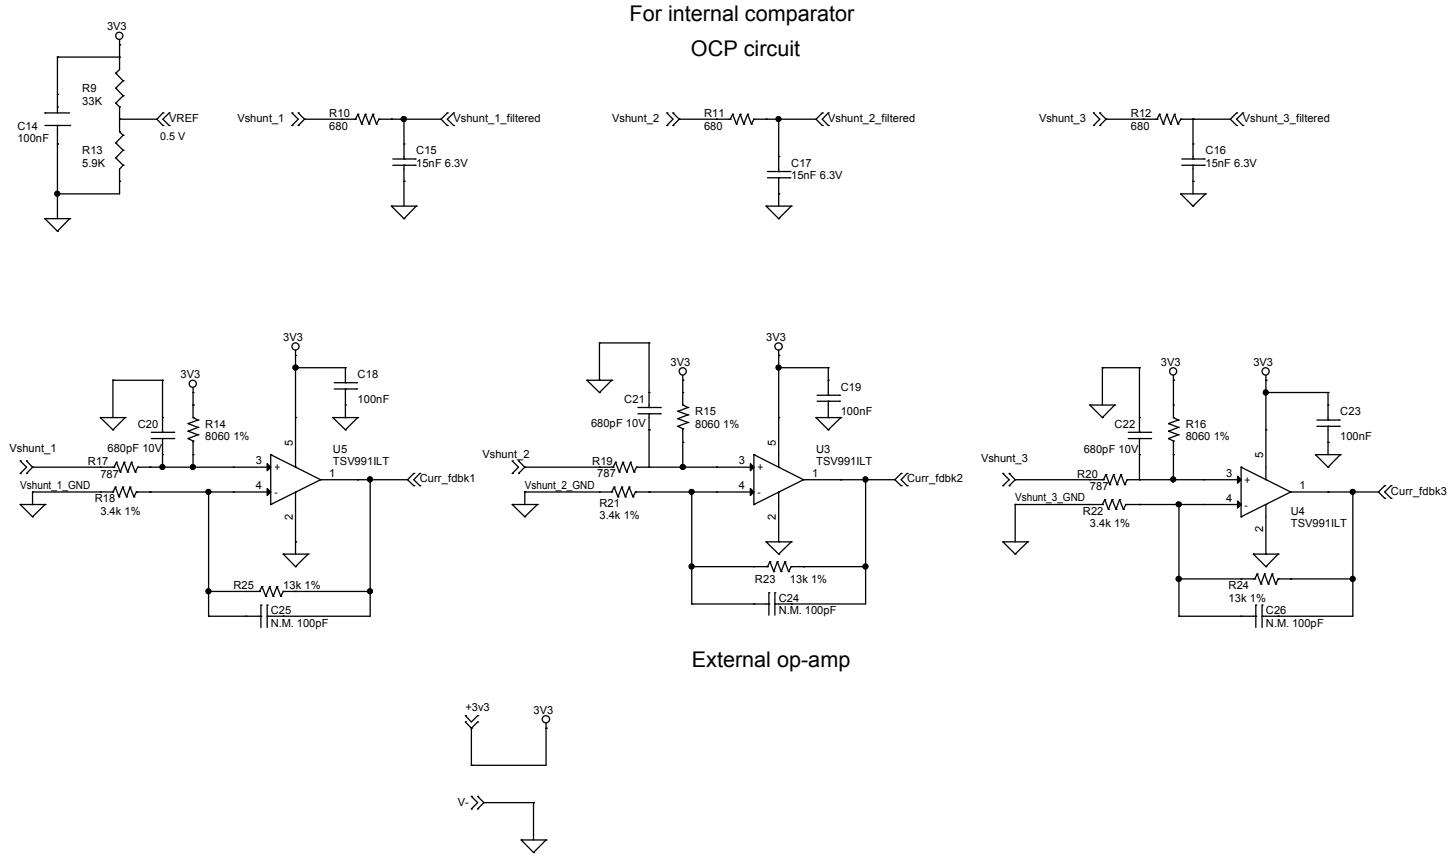 For internal comparator
OCP circuit
3V3
R9
33K
C14
100nF
VREF
0.5 V
R13
5.9K
Vshunt_1
R10
680
Vshunt_1_filtered
C15
15nF 6.3V
Vshunt_2
R11
680
Vshunt_2_filtered
C17
15nF 6.3V
Vshunt_3
R12
680
Vshunt_3_filtered
C16
15nF 6.3V
3V3
3V3
C18
100nF
C20
680pF 10V
R14
8060 1%
Vshunt_1
R17
787
Vshunt_1_GND
R18
3.4k 1%
3
+
4
-
5
2
1
U5
TSV991ILT
Curr_fdbk1
R25
13k 1%
C25
N.M. 100pF
3V3
3V3
C19
100nF
C21
680pF 10V
R15
8060 1%
Vshunt_2
R19
787
Vshunt_2_GND
R21
3.4k 1%
3
+
4
-
5
2
1
U3
TSV991ILT
Curr_fdbk2
R23
13k 1%
C24
N.M. 100pF
3V3
3V3
C23
100nF
C22
680pF 10V
R16
8060 1%
Vshunt_3
R20
787
Vshunt_3_GND
R22
3.4k 1%
3
+
4
-
5
2
1
U4
TSV991ILT
Curr_fdbk3
R24
13k 1%
C26
N.M. 100pF
External op-amp
+3v3
3V3
V-